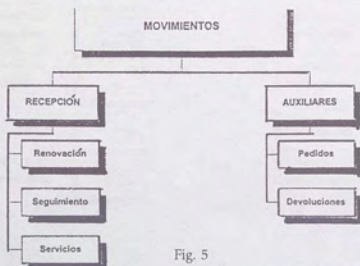 MOVIMIENTOS
RECEPCIÓN
AUXILIARES
Renovación
Pedidos
Seguimiento
Devoluciones
Servicios
Fig. 5